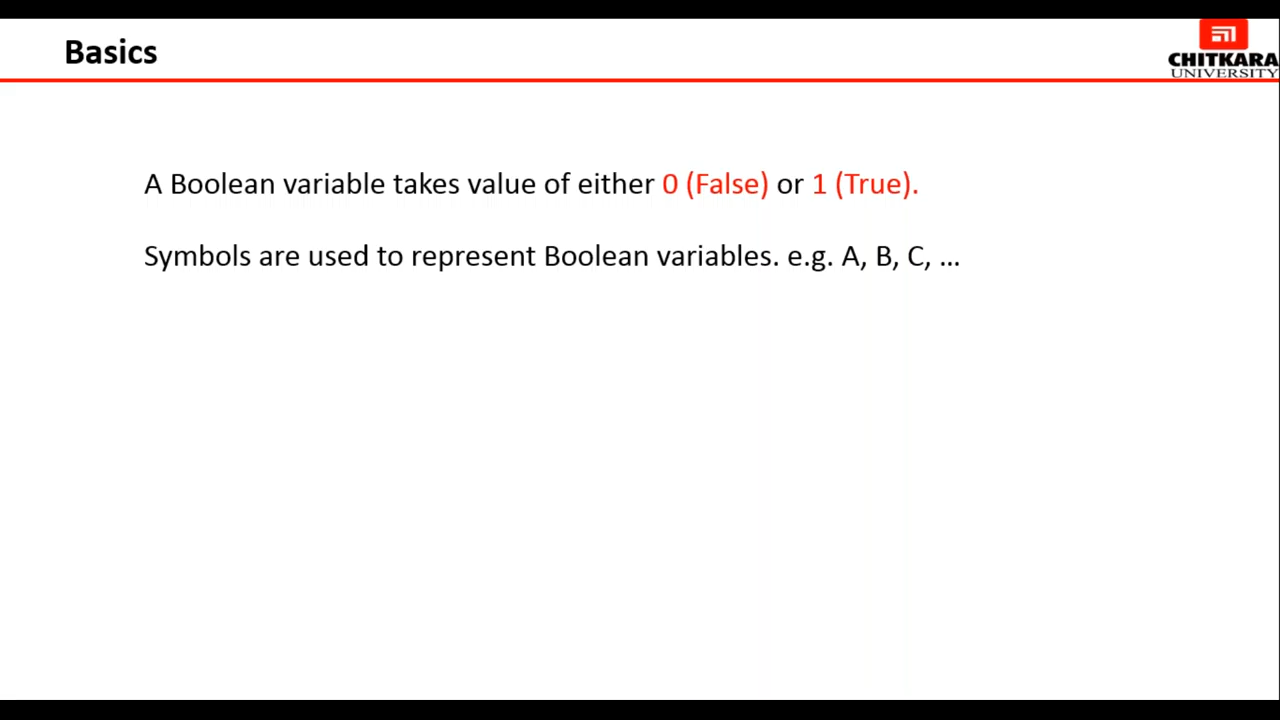 Basics
CHITKARA
UNIVERSITY
A Boolean variable takes value of either 0 (False) or 1 (True).
Symbols are used to represent Boolean variables. e.g. A, B, C, ...